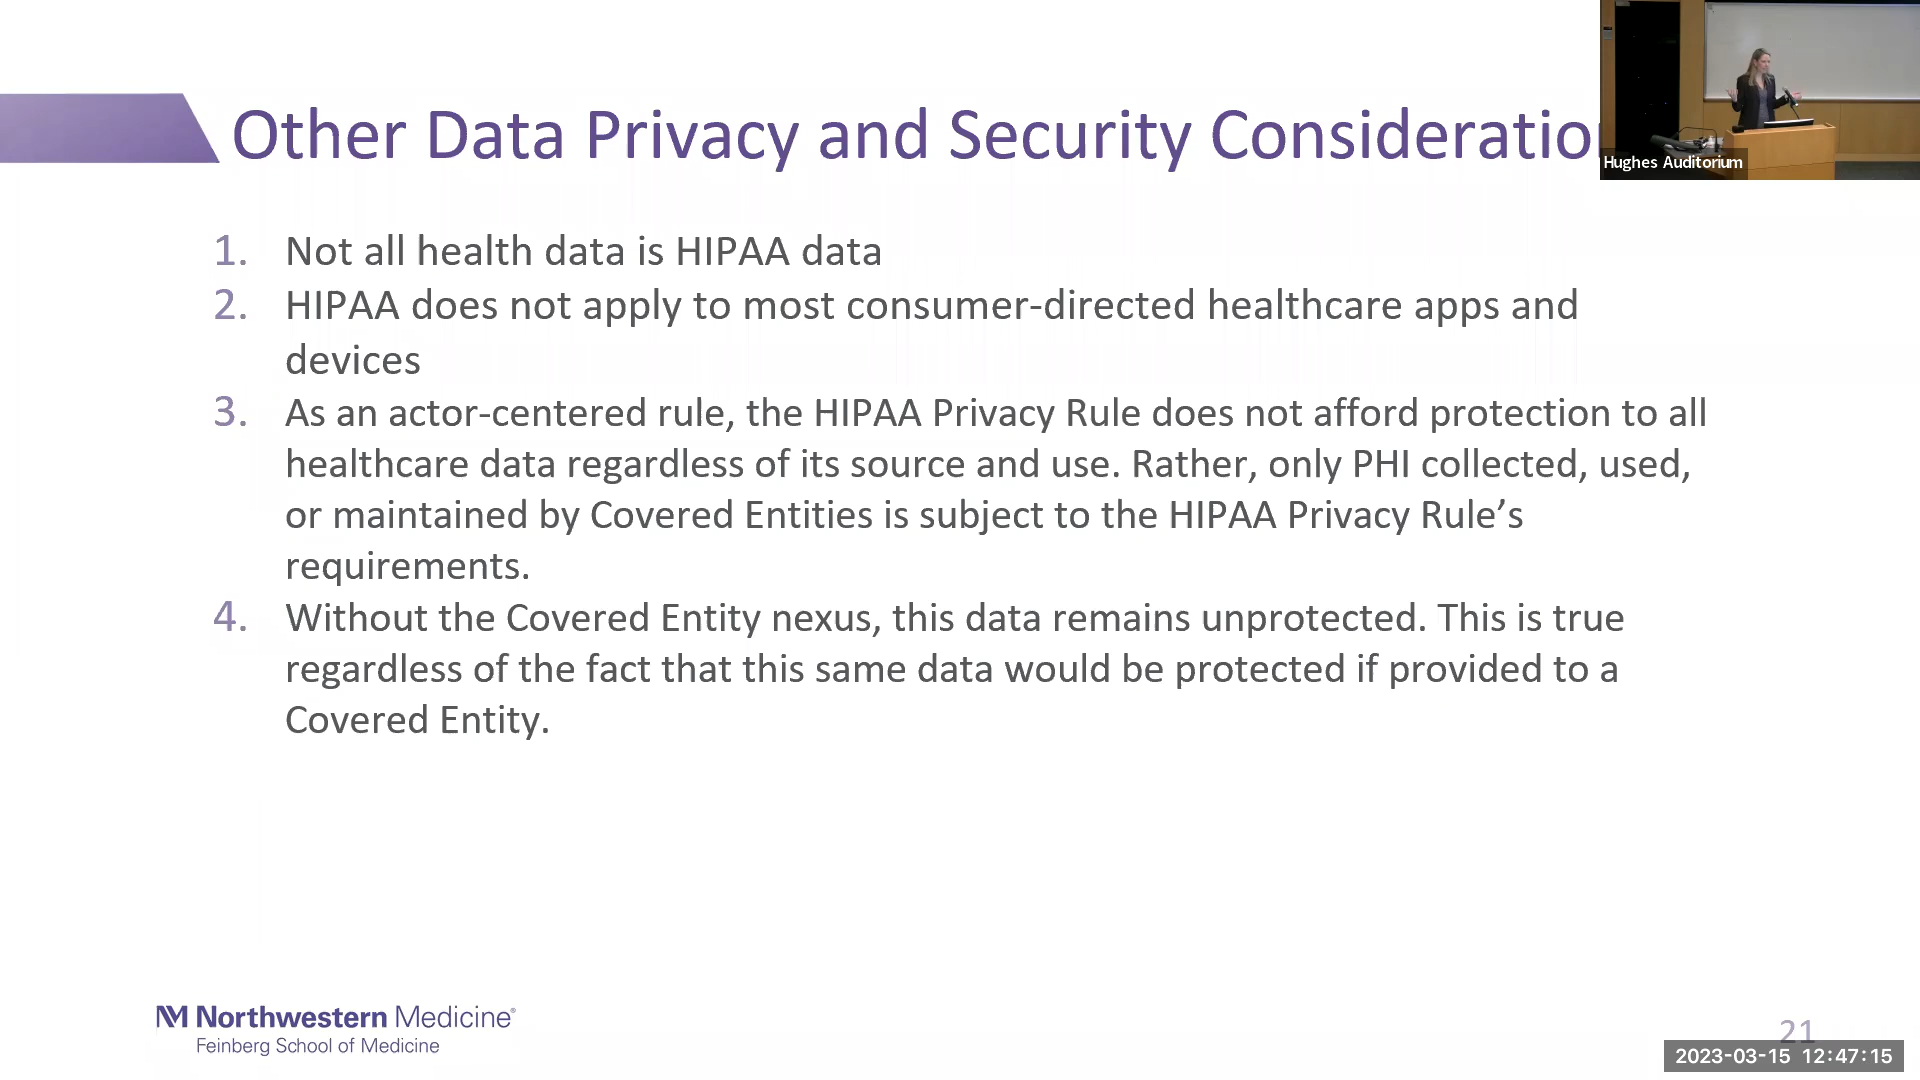 Other Data Privacy and Security Consideratio
Hughes Auditorium
1. Not all health data is HIPAA data
2. HIPAA does not apply to most consumer-directed healthcare apps and
devices
3. As an actor-centered rule, the HIPAA Privacy Rule does not afford protection to all
healthcare data regardless of its source and use. Rather, only PHI collected, used,
or maintained by Covered Entities is subject to the HIPAA Privacy Rule’s
requirements.
4. Without the Covered Entity nexus, this data remains unprotected. This is true
regardless of the fact that this same data would be protected if provided to a
Covered Entity.
NM Northwestern Medicine®
Feinberg School of Medicine
21
2023-03-15 12:47:15